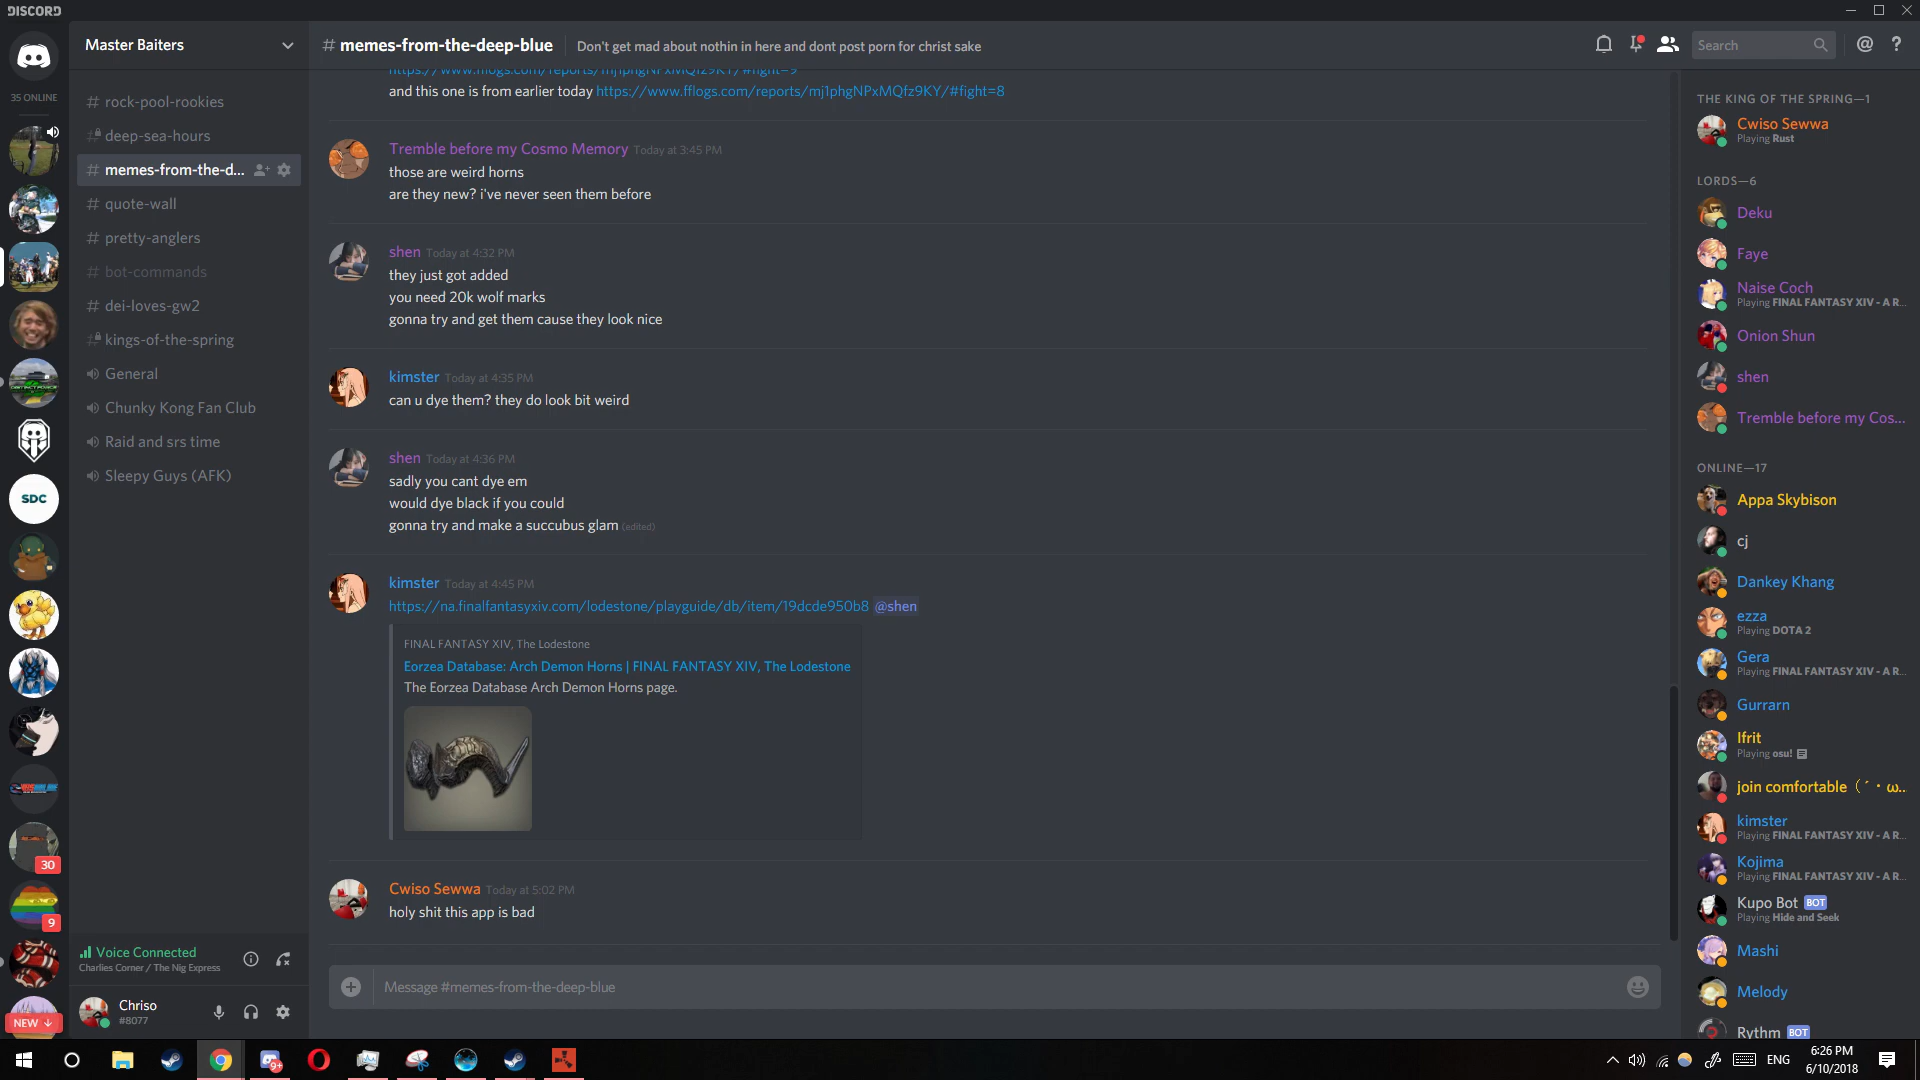 DISCORD
35 ONLINE
SDC
30
9
NEW
Master Baiters
# rock-pool-rookies
deep-sea-hours
# memes-from-the-d...
# quote-wall
# pretty-anglers
# bot-commands
# dei-loves-gw2
kings-of-the-spring
General
Chunky Kong Fan Club
Raid and srs time
Sleepy Guys (AFK)
Voice Connected
Charlies Corner / The Nig Express
Chriso
#8077
# memes-from-the-deep-blue
Don't get mad about nothin in here and dont post porn for christ sake
Search
@ ?
https://www.fflogs.com/reports/mj1phgNPxMQfz9KY/#fight=9
and this one is from earlier today https://www.fflogs.com/reports/mj1phgNPxMQfz9KY/#fight=8
Tremble before my Cosmo Memory Today at 3:45 PM
those are weird horns
are they new? i've never seen them before
shen Today at 4:32 PM
they just got added
you need 20k wolf marks
gonna try and get them cause they look nice
kimster Today at 4:35 PM
can u dye them? they do look bit weird
shen Today at 4:36 PM
sadly you cant dye em
would dye black if you could
gonna try and make a succubus glam (edited)
kimster Today at 4:45 PM
https://na.finalfantasyxiv.com/lodestone/playguide/db/item/19dcde950b8 @shen
FINAL FANTASY XIV, The Lodestone
Eorzea Database: Arch Demon Horns | FINAL FANTASY XIV, The Lodestone
The Eorzea Database Arch Demon Horns page.
Cwiso Sewwa Today at 5:02 PM
holy shit this app is bad
Message #memes-from-the-deep-blue
THE KING OF THE SPRING—1
Cwiso Sewwa
Playing Rust
LORDS—6
Deku
Faye
Naise Coch
Playing FINAL FANTASY XIV - A R...
Onion Shun
shen
Tremble before my Cos...
ONLINE—17
Appa Skybison
cj
Dankey Khang
ezza
Playing DOTA 2
Gera
Playing FINAL FANTASY XIV - A R...
Gurrarn
Ifrit
Playing osu!
join comfortable （´・ω...
kimster
Playing FINAL FANTASY XIV - A R...
Kojima
Playing FINAL FANTASY XIV - A R...
Kupo Bot BOT
Playing Hide and Seek
Mashi
Melody
Rythm BOT
9+
ENG
6:26 PM
6/10/2018